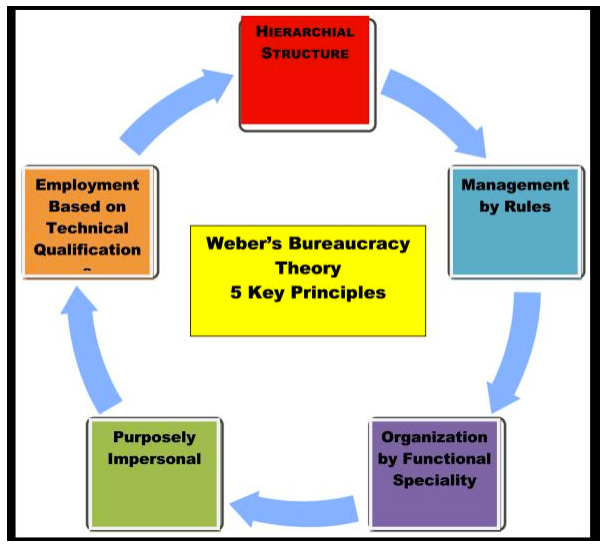 HIERARCHIAL
STRUCTURE
Management
by Rules
Organization
by Functional
Speciality
Purposely
Impersonal
Employment
Based on
Technical
Qualification
Weber’s Bureaucracy
Theory
5 Key Principles